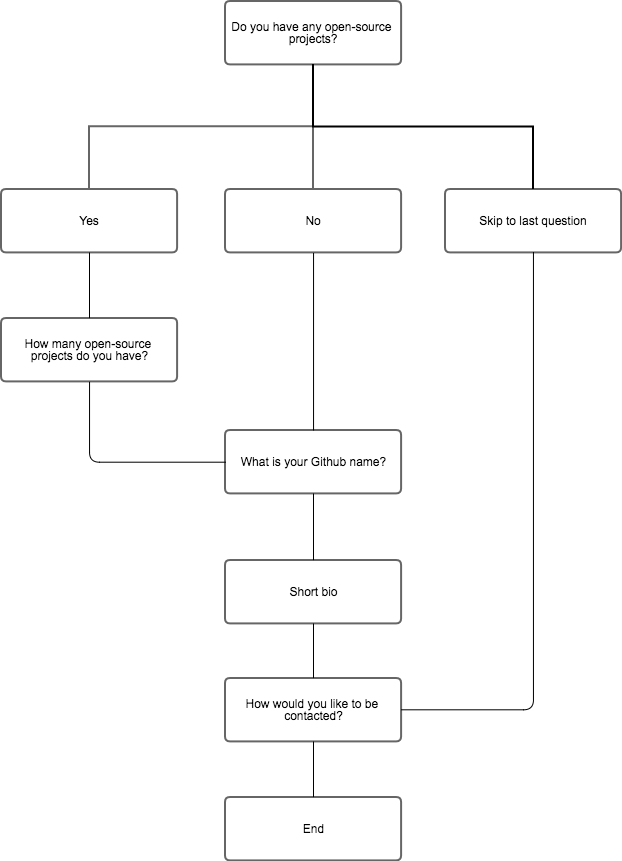 Do you have any open-source
projects?
Yes
No
Skip to last question
How many open-source
projects do you have?
What is your Github name?
Short bio
How would you like to be
contacted?
End